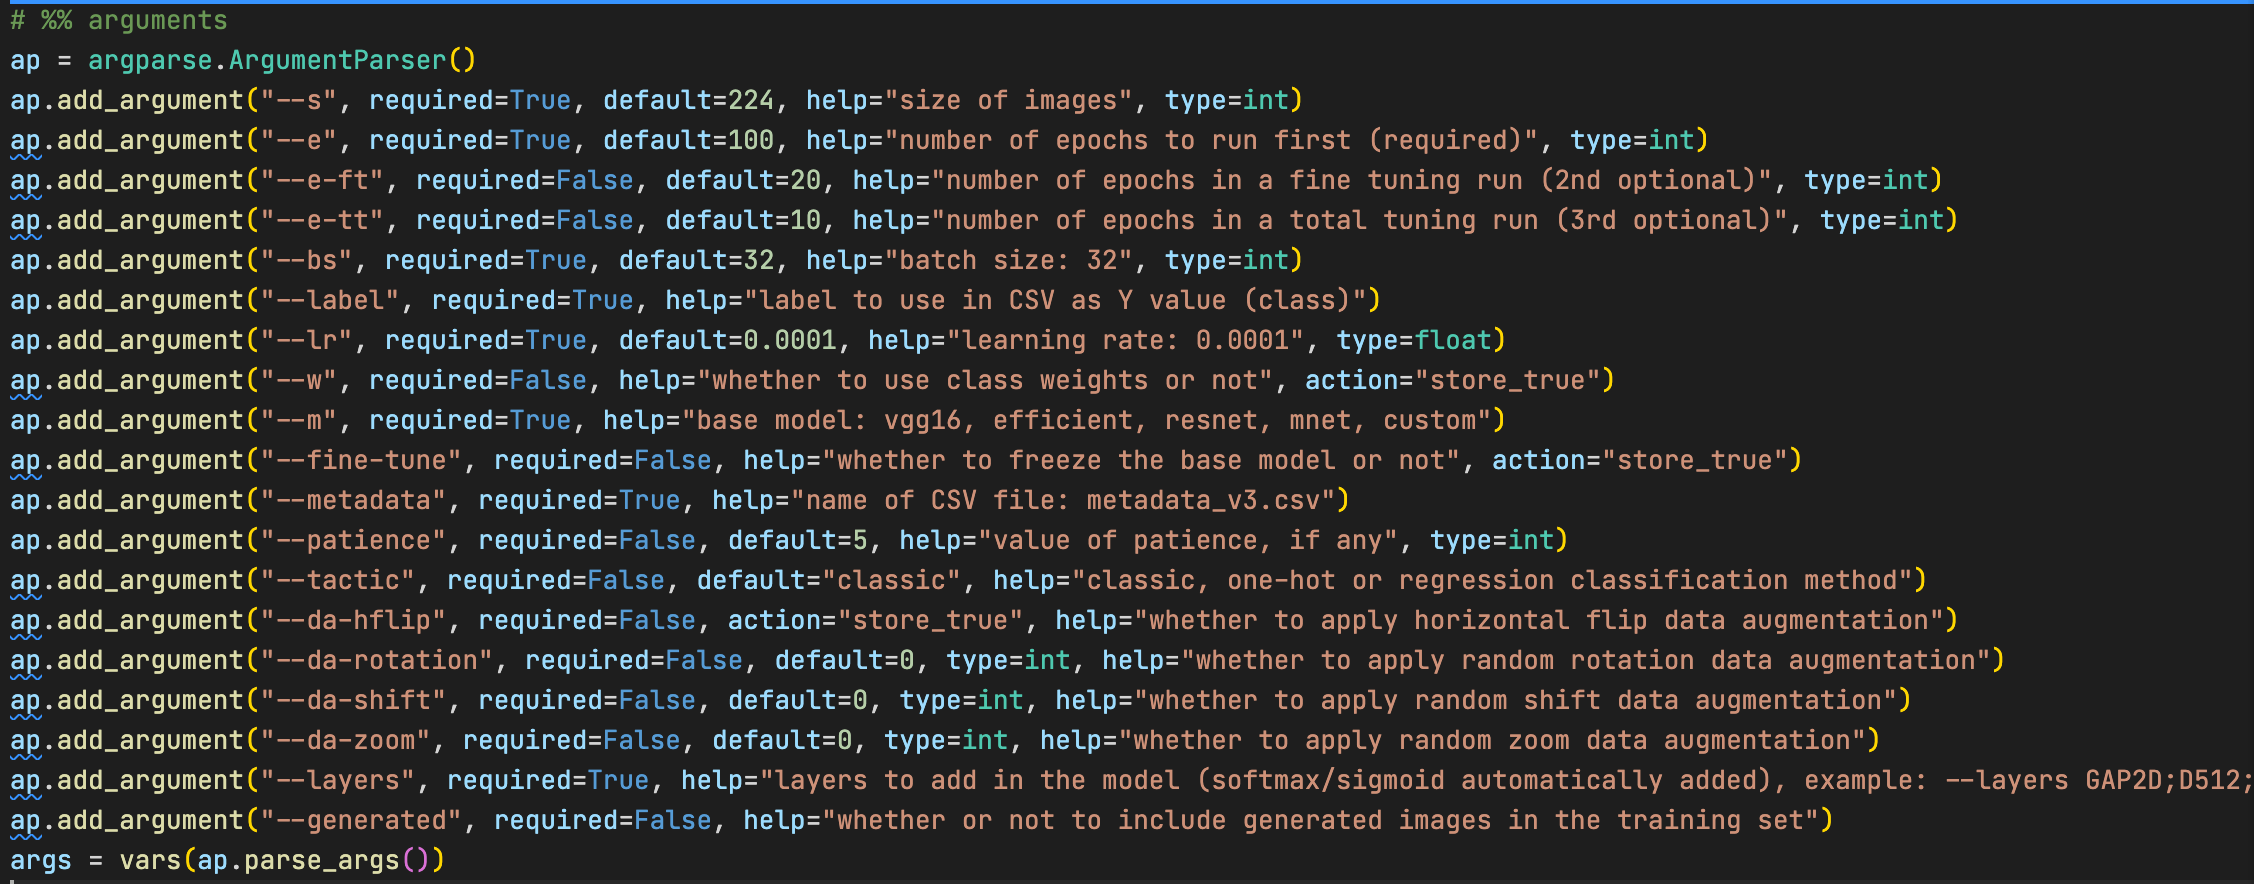 # %% arguments
ap = argparse.ArgumentParser()
ap.add_argument("--s", required=True, default=224, help="size of images", type=int)
ap.add_argument("--e", required=True, default=100, help="number of epochs to run first (required)", type=int)
ap.add_argument("--e-ft", required=False, default=20, help="number of epochs in a fine tuning run (2nd optional)", type=int)
ap.add_argument("--e-tt", required=False, default=10, help="number of epochs in a total tuning run (3rd optional)", type=int)
ap.add_argument("--bs", required=True, default=32, help="batch size: 32", type=int)
ap.add_argument("--label", required=True, help="label to use in CSV as Y value (class)")
ap.add_argument("--lr", required=True, default=0.0001, help="learning rate: 0.0001", type=float)
ap.add_argument("--w", required=False, help="whether to use class weights or not", action="store_true")
ap.add_argument("--m", required=True, help="base model: vgg16, efficient, resnet, mnet, custom")
ap.add_argument("--fine-tune", required=False, help="whether to freeze the base model or not", action="store_true")
ap.add_argument("--metadata", required=True, help="name of CSV file: metadata_v3.csv")
ap.add_argument("--patience", required=False, default=5, help="value of patience, if any", type=int)
ap.add_argument("--tactic", required=False, default="classic", help="classic, one-hot or regression classification method")
ap.add_argument("--da-hflip", required=False, action="store_true", help="whether to apply horizontal flip data augmentation")
ap.add_argument("--da-rotation", required=False, default=0, type=int, help="whether to apply random rotation data augmentation")
ap.add_argument("--da-shift", required=False, default=0, type=int, help="whether to apply random shift data augmentation")
ap.add_argument("--da-zoom", required=False, default=0, type=int, help="whether to apply random zoom data augmentation")
ap.add_argument("--layers", required=True, help="layers to add in the model (softmax/sigmoid automatically added), example: --layers GAP2D;D512;
ap.add_argument("--generated", required=False, help="whether or not to include generated images in the training set")
args = vars(ap.parse_args())